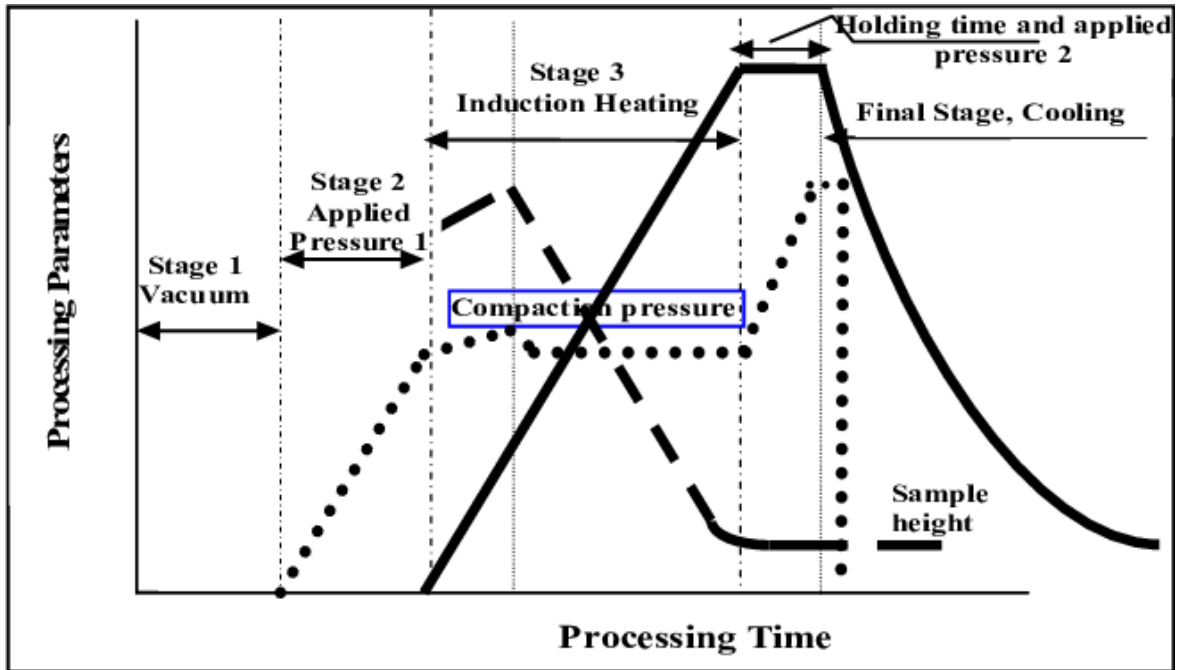 Holding time and applied
pressure 2
Stage 3
Induction Heating
Final Stage, Cooling
Stage 2
Applied
Pressure 1
Stage 1
Vacuum
Compaction pressure
Sample
height
Processing Parameters
Processing Time